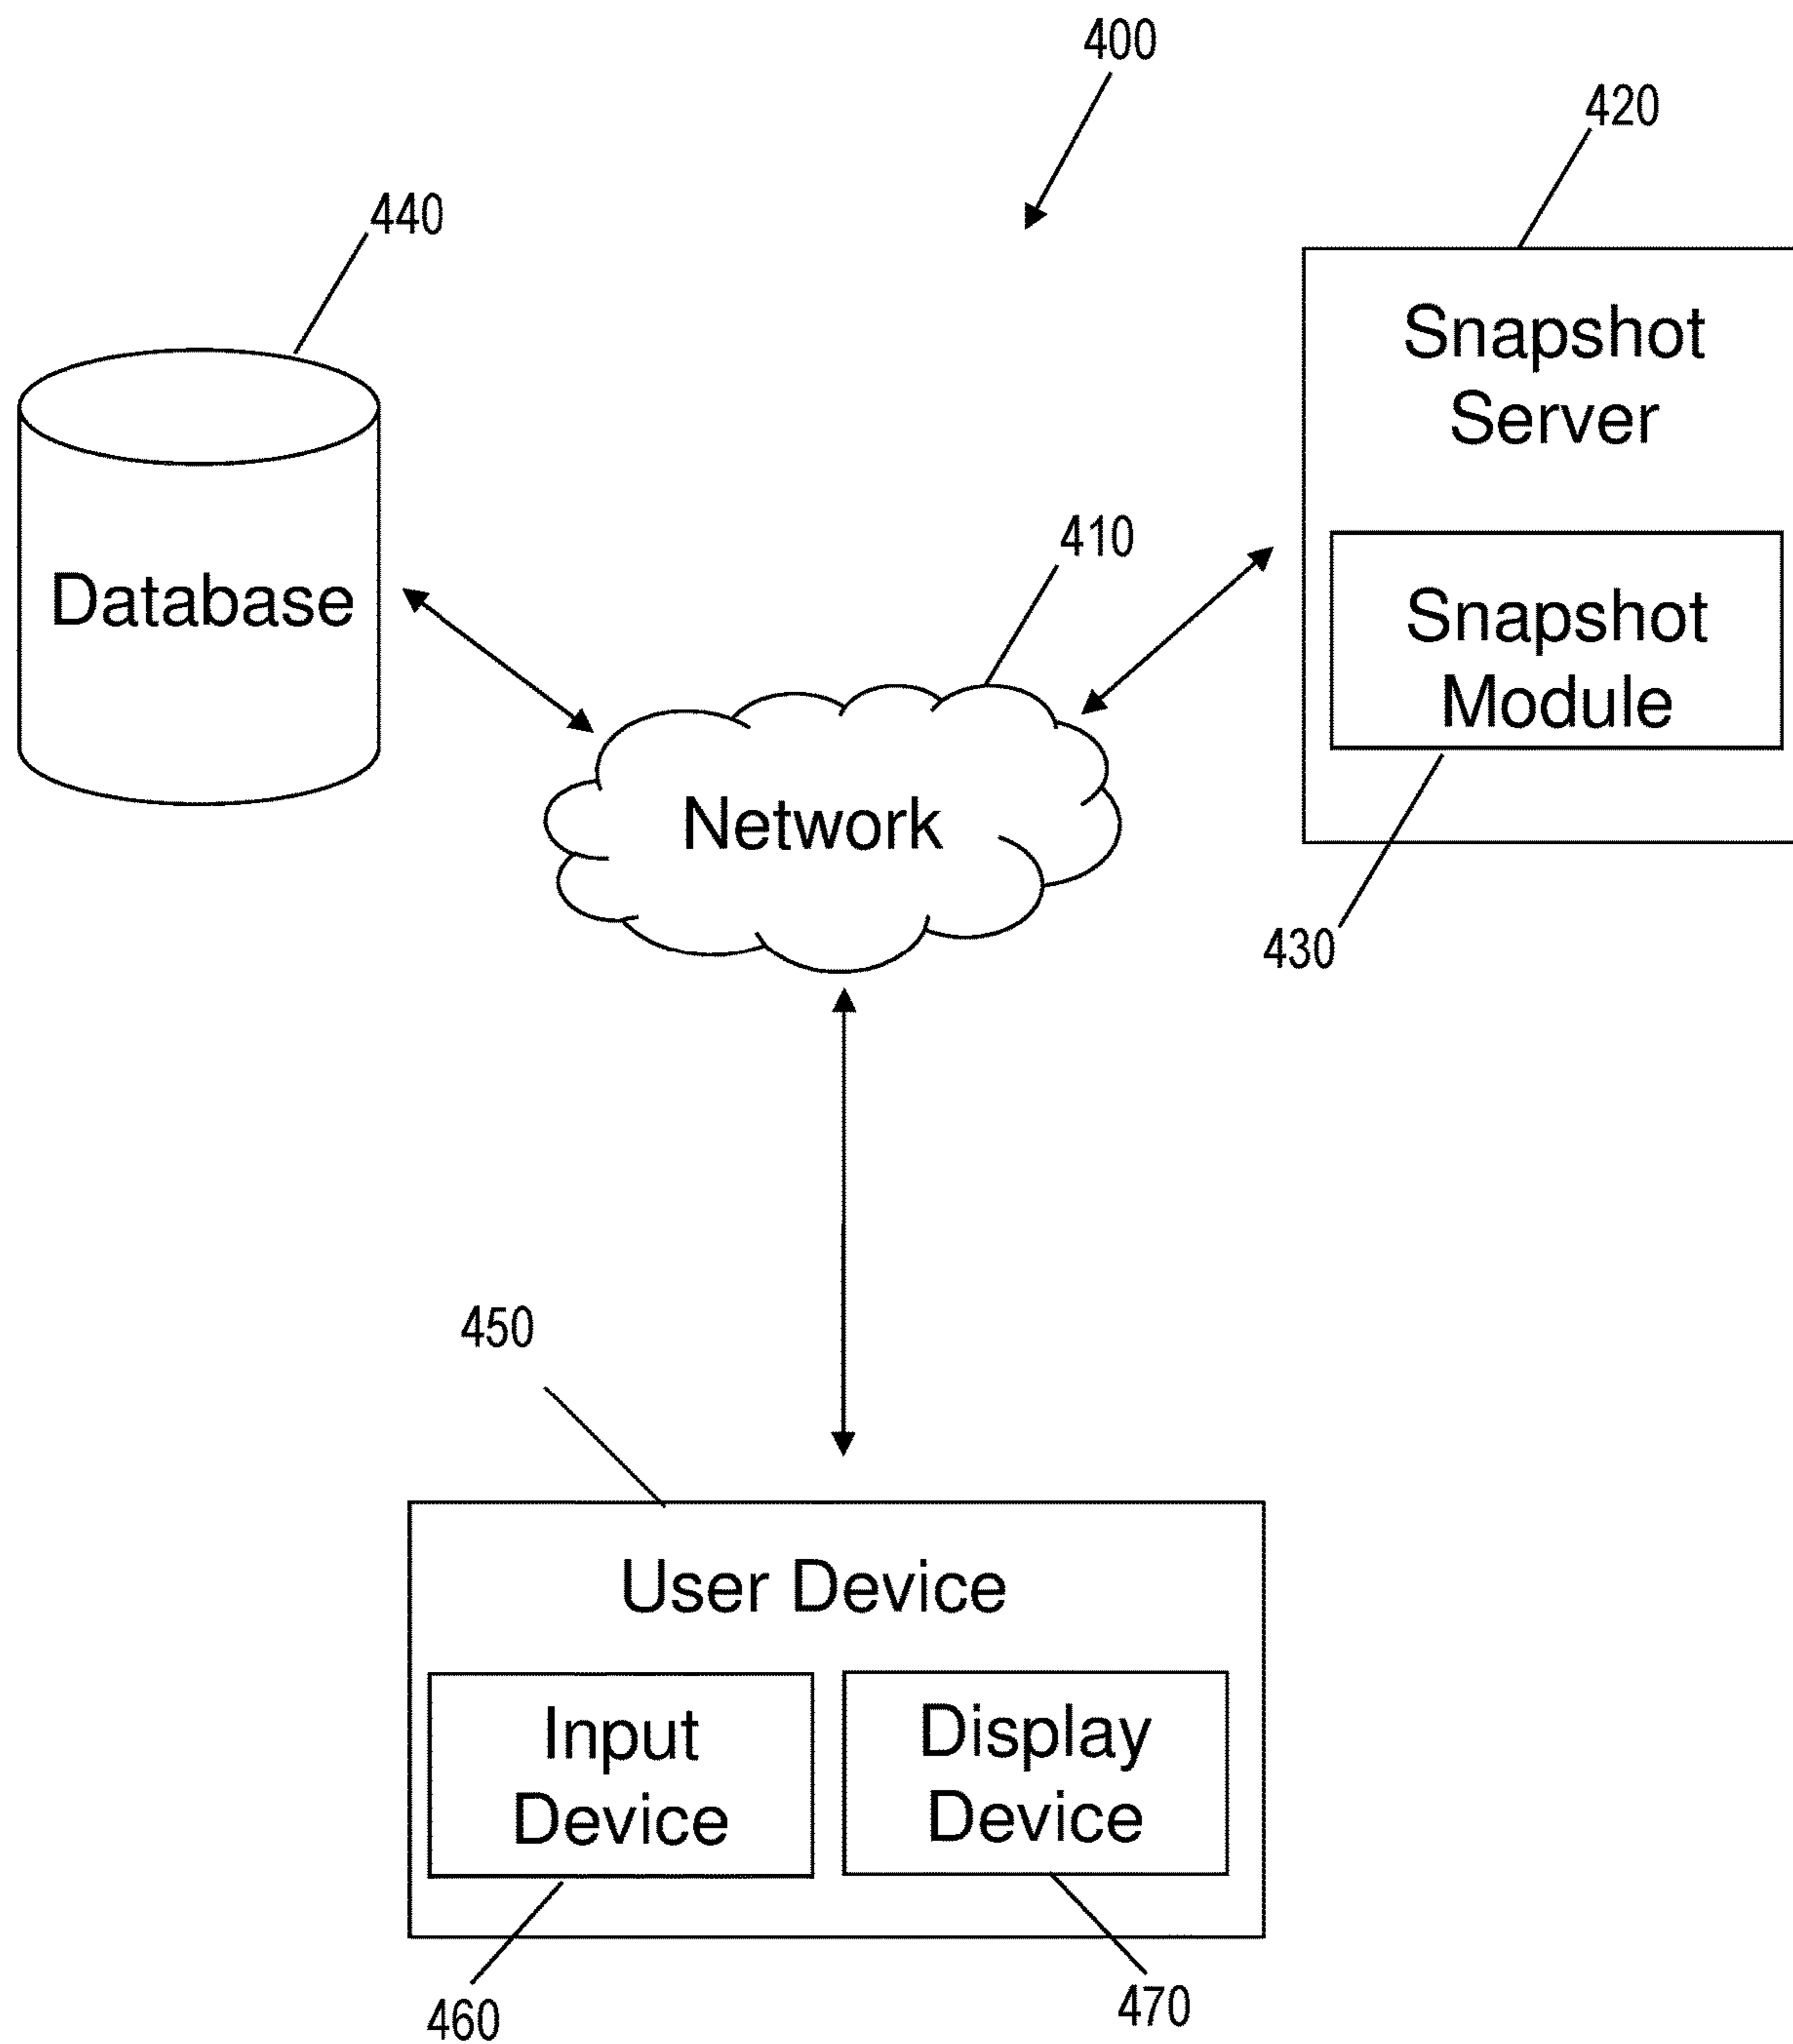 400
420
440
Snapshot
Server
410
Database
Snapshot
Module
Network
430
450
User Device
Input
Device
Display
Device
460
470